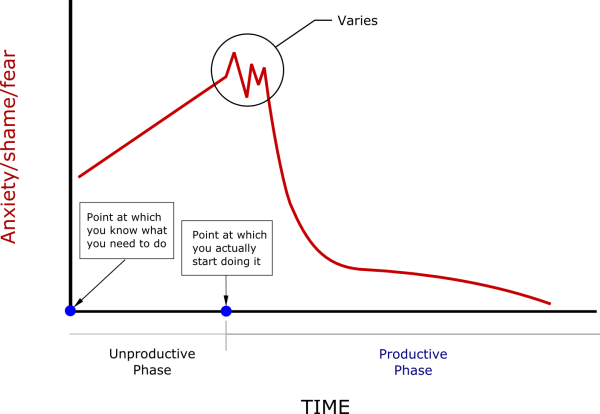 Varies
Anxiety/shame/fear
Point at which
you know what
you need to do
Point at which
you actually
start doing it
Unproductive
Phase
Productive
Phase
TIME